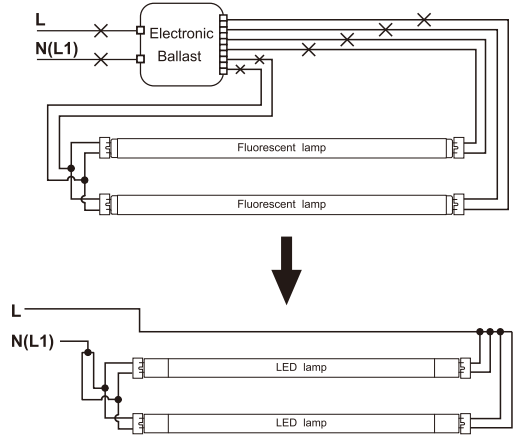 L
Electronic
Ballast
N(L1)
Fluorescent lamp
Fluorescent lamp
L
N(L1)
LED lamp
LED lamp